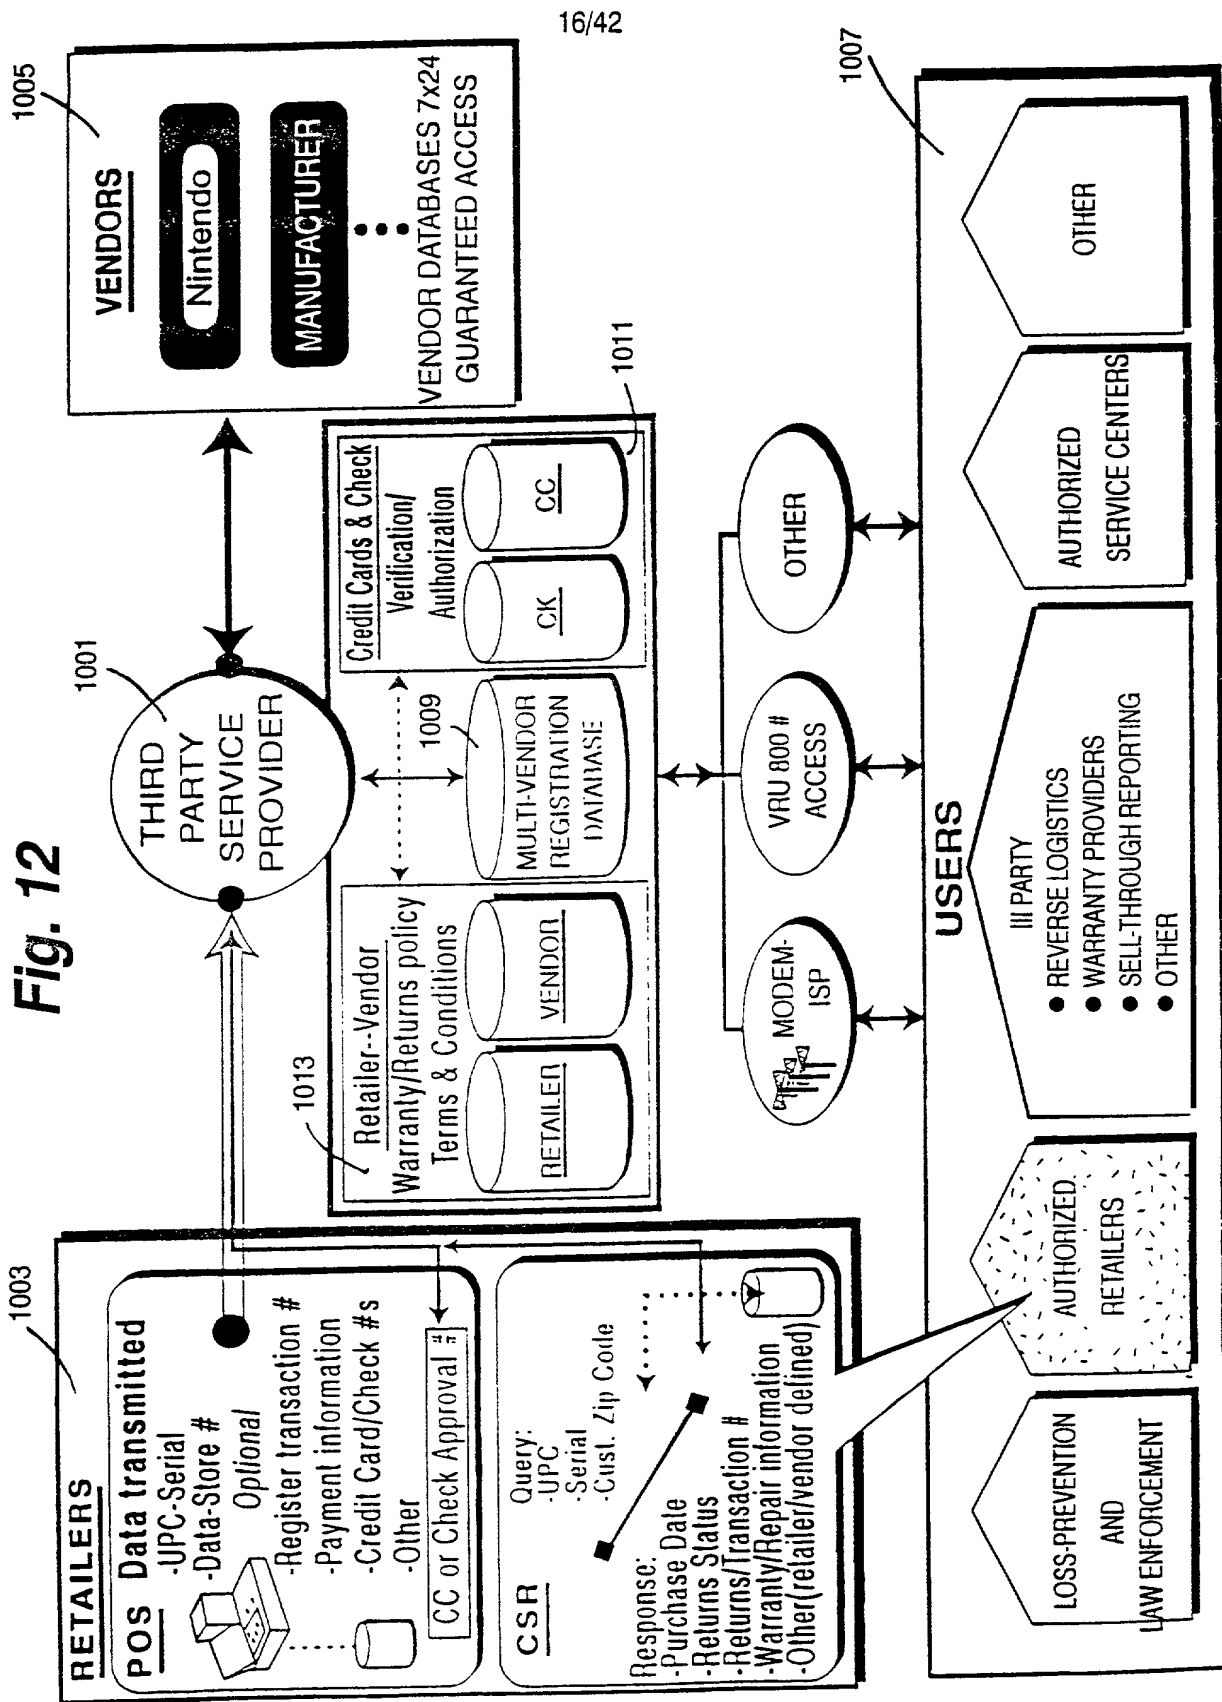 16/42
Fig. 12
1003
RETAILERS
POS
Data transmitted
-UPC-Serial
-Data-Store #
Optional
-Register transaction #
-Payment information
-Credit Card/Check #s
-Other
CC or Check Approval #
CSR
Query:
-UPC
-Serial
-Cust. Zip Code
Response:
-Purchase Date
-Returns Status
-Returns/Transaction #
-Warranty/Repair information
-Other(retailer/vendor defined)
1001
THIRD
PARTY
SERVICE
PROVIDER
1005
VENDORS
Nintendo
MANUFACTURER
VENDOR DATABASES 7x24
GUARANTEED ACCESS
1013
Retailer--Vendor
Warranty/Returns policy
Terms & Conditions
RETAILER
VENDOR
1009
MULTI-VENDOR
REGISTRATION
DATABASE
Credit Cards & Check
Verification/
Authorization
CK
CC
1011
MODEM-
ISP
VRU 800 #
ACCESS
OTHER
1007
USERS
LOSS-PREVENTION
AND
LAW ENFORCEMENT
AUTHORIZED
RETAILERS
III PARTY
● REVERSE LOGISTICS
● WARRANTY PROVIDERS
● SELL-THROUGH REPORTING
● OTHER
AUTHORIZED
SERVICE CENTERS
OTHER